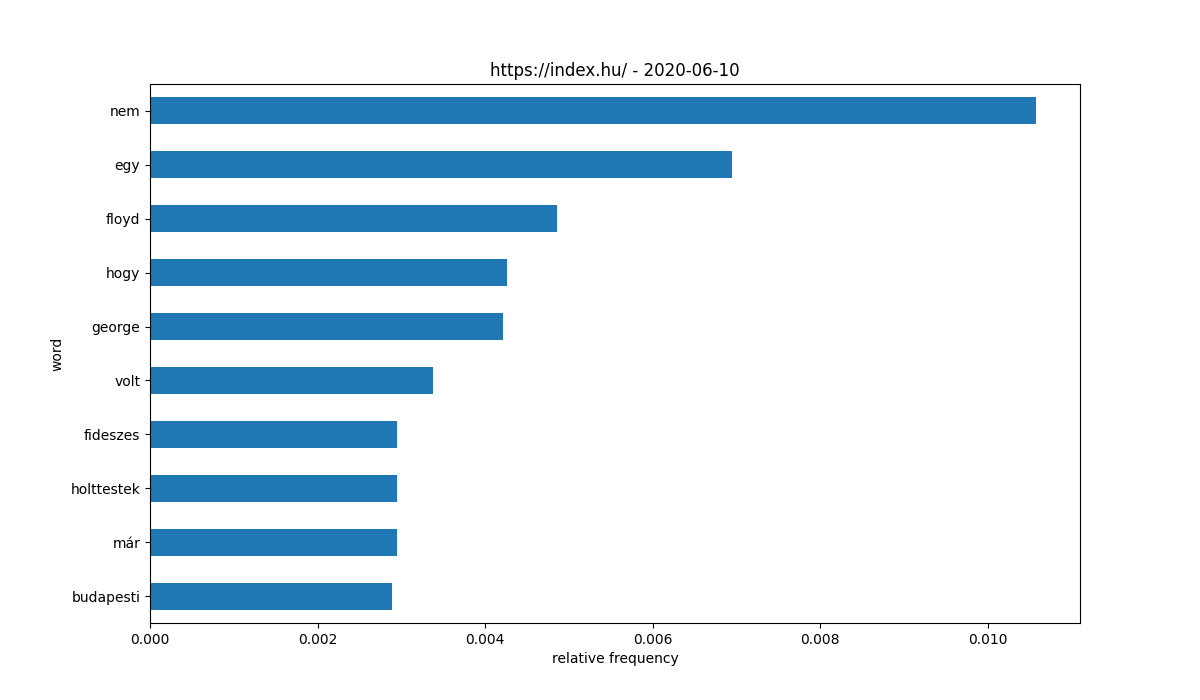 https://index.hu/ - 2020-06-10
nem
egy
floyd
hogy
george
volt
fideszes
holttestek
már
budapesti
word
0.000 0.002 0.004 0.006 0.008 0.010
relative frequency